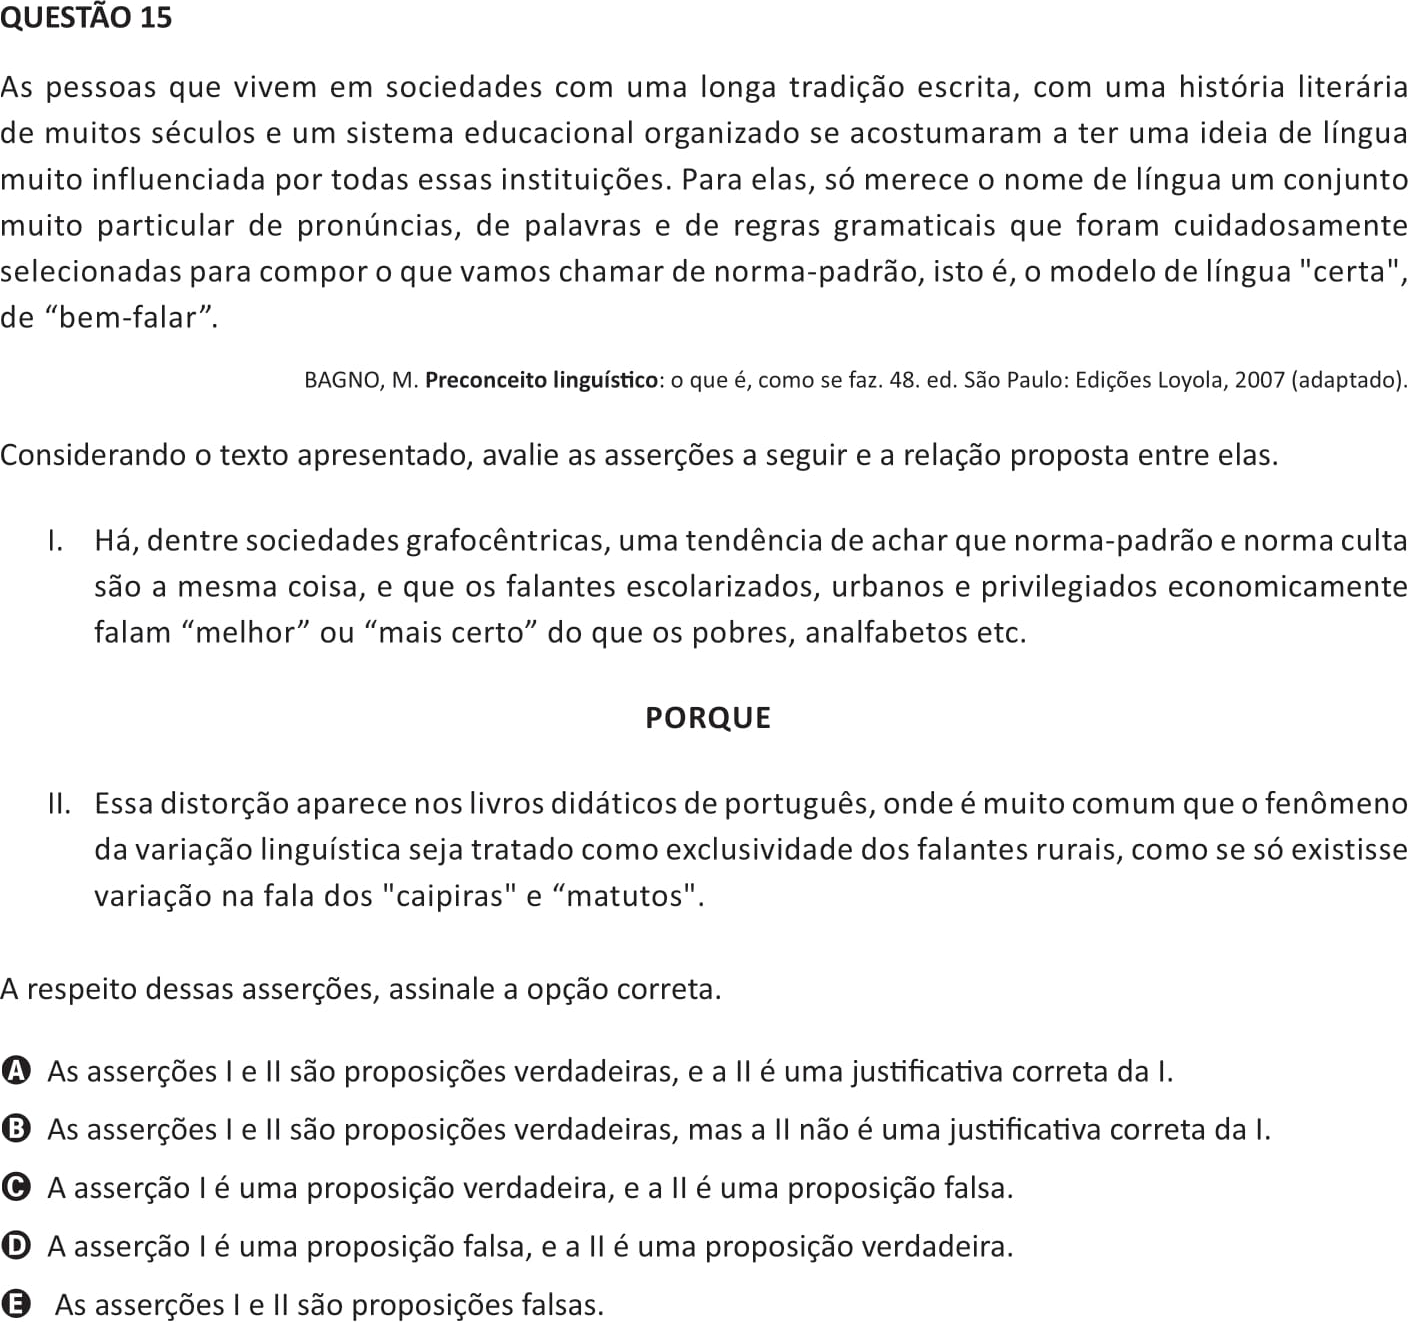 QUESTÃO 15
As pessoas que vivem em sociedades com uma longa tradição escrita, com uma história literária
de muitos séculos e um sistema educacional organizado se acostumaram a ter uma ideia de língua
muito influenciada por todas essas instituições. Para elas, só merece o nome de língua um conjunto
muito particular de pronúncias, de palavras e de regras gramaticais que foram cuidadosamente
selecionadas para compor o que vamos chamar de norma-padrão, isto é, o modelo de língua "certa",
de “bem-falar”.
BAGNO, M. Preconceito linguístico: o que é, como se faz. 48. ed. São Paulo: Edições Loyola, 2007 (adaptado).
Considerando o texto apresentado, avalie as asserções a seguir e a relação proposta entre elas.
I. Há, dentre sociedades grafocêntricas, uma tendência de achar que norma-padrão e norma culta
são a mesma coisa, e que os falantes escolarizados, urbanos e privilegiados economicamente
falam “melhor” ou “mais certo” do que os pobres, analfabetos etc.
PORQUE
II. Essa distorção aparece nos livros didáticos de português, onde é muito comum que o fenômeno
da variação linguística seja tratado como exclusividade dos falantes rurais, como se só existisse
variação na fala dos "caipiras" e “matutos".
A respeito dessas asserções, assinale a opção correta.
A As asserções I e II são proposições verdadeiras, e a II é uma justificativa correta da I.
B As asserções I e II são proposições verdadeiras, mas a II não é uma justificativa correta da I.
C A asserção I é uma proposição verdadeira, e a II é uma proposição falsa.
D A asserção I é uma proposição falsa, e a II é uma proposição verdadeira.
E As asserções I e II são proposições falsas.